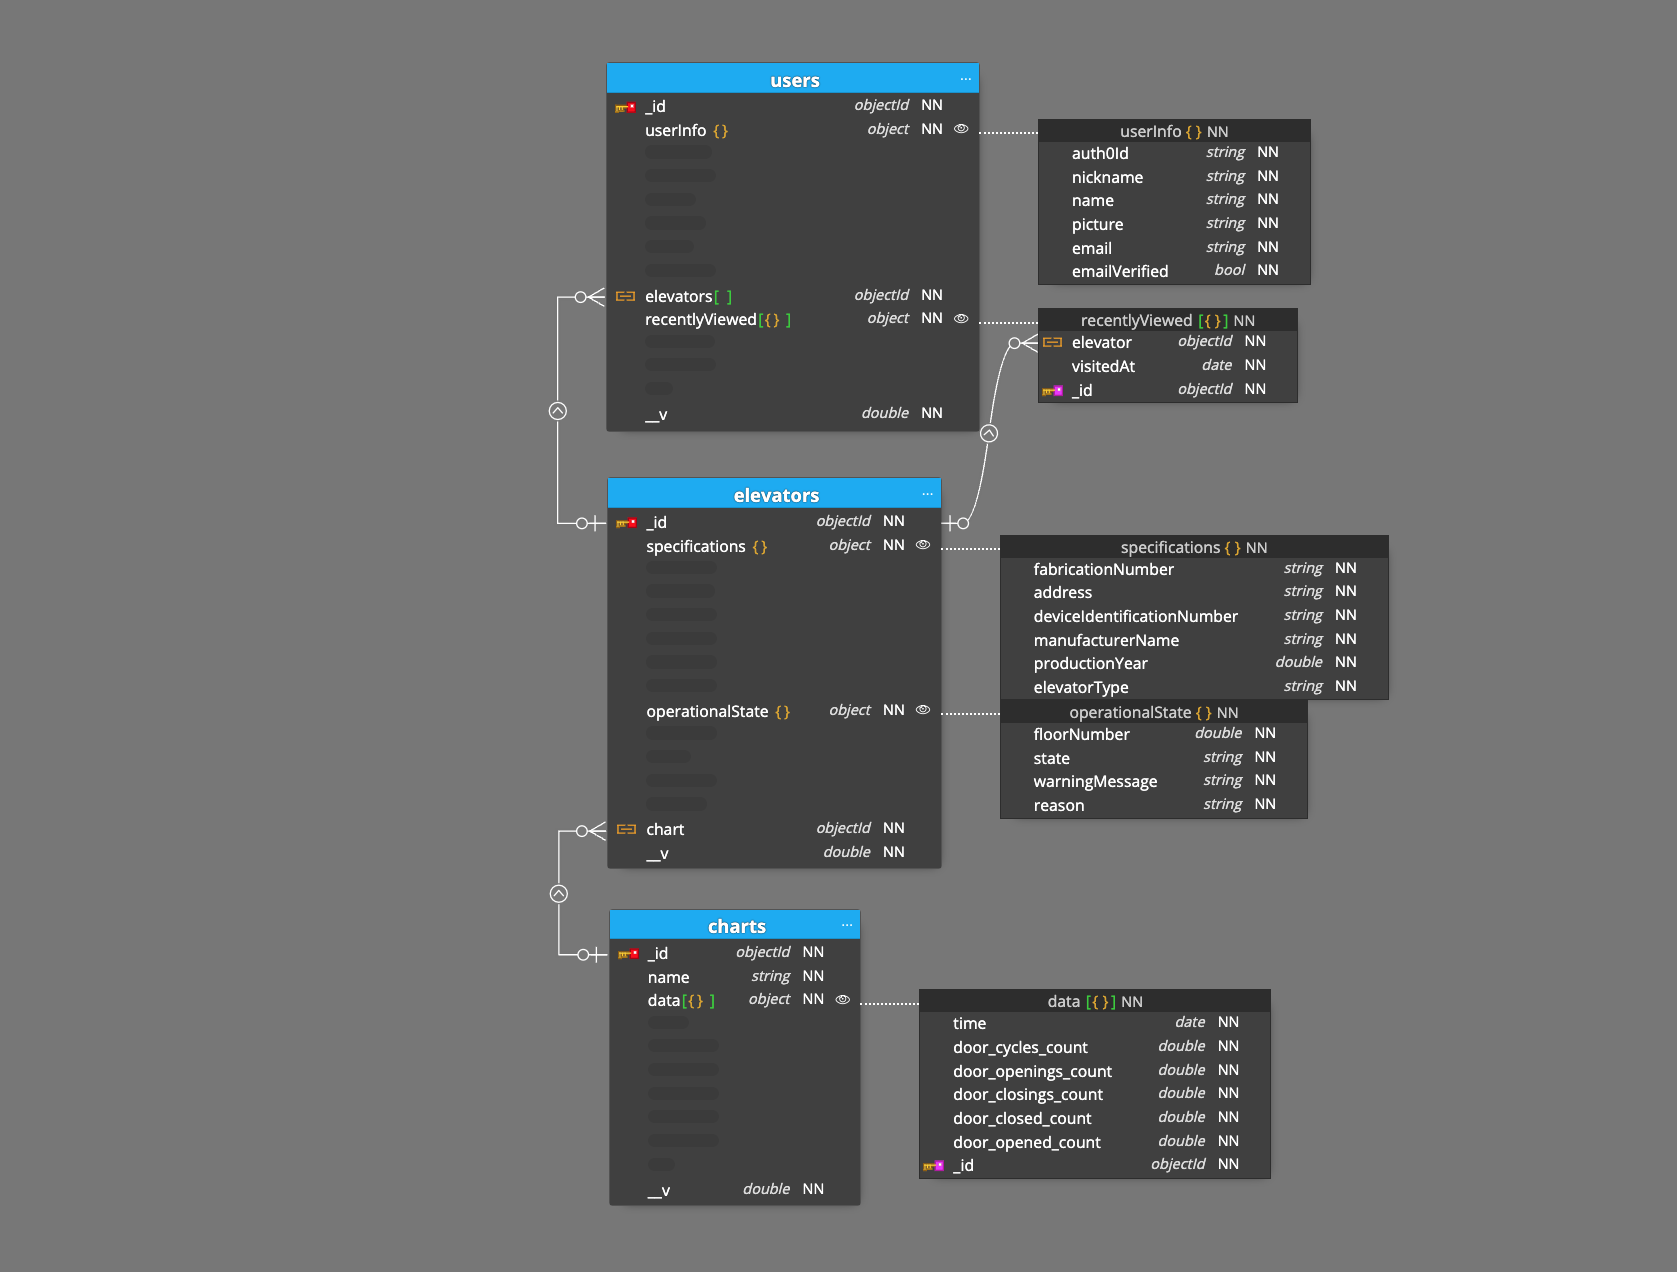 users ...
_id objectId NN
userInfo {} object NN
elevators[ ] objectId NN
recentlyViewed[{} ] object NN
__v double NN
userInfo { } NN
auth0Id string NN
nickname string NN
name string NN
picture string NN
email string NN
emailVerified bool NN
recentlyViewed [{ }] NN
elevator objectId NN
visitedAt date NN
_id objectId NN
elevators ...
_id objectId NN
specifications {} object NN
operationalState {} object NN
chart objectId NN
__v double NN
specifications { } NN
fabricationNumber string NN
address string NN
deviceIdentificationNumber string NN
manufacturerName string NN
productionYear double NN
elevatorType string NN
operationalState { } NN
floorNumber double NN
state string NN
warningMessage string NN
reason string NN
charts ...
_id objectId NN
name string NN
data[{} ] object NN
__v double NN
data [{ }] NN
time date NN
door_cycles_count double NN
door_openings_count double NN
door_closings_count double NN
door_closed_count double NN
door_opened_count double NN
_id objectId NN